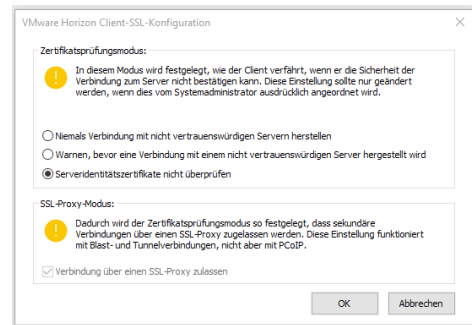 VMware Horizon Client-SSL-Konfiguration
Zertifikatsprüfungsmodus:
In diesem Modus wird festgelegt, wie der Client verfährt, wenn er die Sicherheit der
Verbindung zum Server nicht bestätigen kann. Diese Einstellung sollte nur geändert
werden, wenn dies vom Systemadministrator ausdrücklich angeordnet wird.
Niemals Verbindung mit nicht vertrauenswürdigen Servern herstellen
Warnen, bevor eine Verbindung mit einem nicht vertrauenswürdigen Server hergestellt wird
Serveridentitätszertifikate nicht überprüfen
SSL-Proxy-Modus:
Dadurch wird der Zertifikatsprüfungsmodus so festgelegt, dass sekundäre
Verbindungen über einen SSL-Proxy zugelassen werden. Diese Einstellung funktioniert
mit Blast- und Tunnelverbindungen, nicht aber mit PCoIP.
Verbindung über einen SSL-Proxy zulassen
OK
Abbrechen